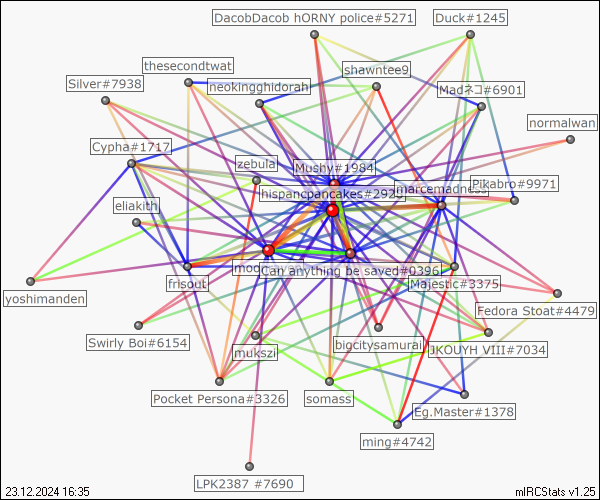 DacobDacob hORNY police#5271
Duck#1245
thesecondtwat
shawntee9
Silver#7938
neokingghidorah
Madネコ#6901
normalwan
Cypha#1717
zebula
Mushy#1984
hispanicpancakes#2929
marcemadness
Pikabro#9971
eliakith
Can anything be saved#0396
frisout
Majestic#3375
yoshimanden
Fedora Stoat#4479
Swirly Boi#6154
mukszi
bigcitysamurai
JKOUYH VIII#7034
Pocket Persona#3326
somass
Eg.Master#1378
ming#4742
LPK2387 #7690
23.12.2024 16:35
mIRCStats v1.25